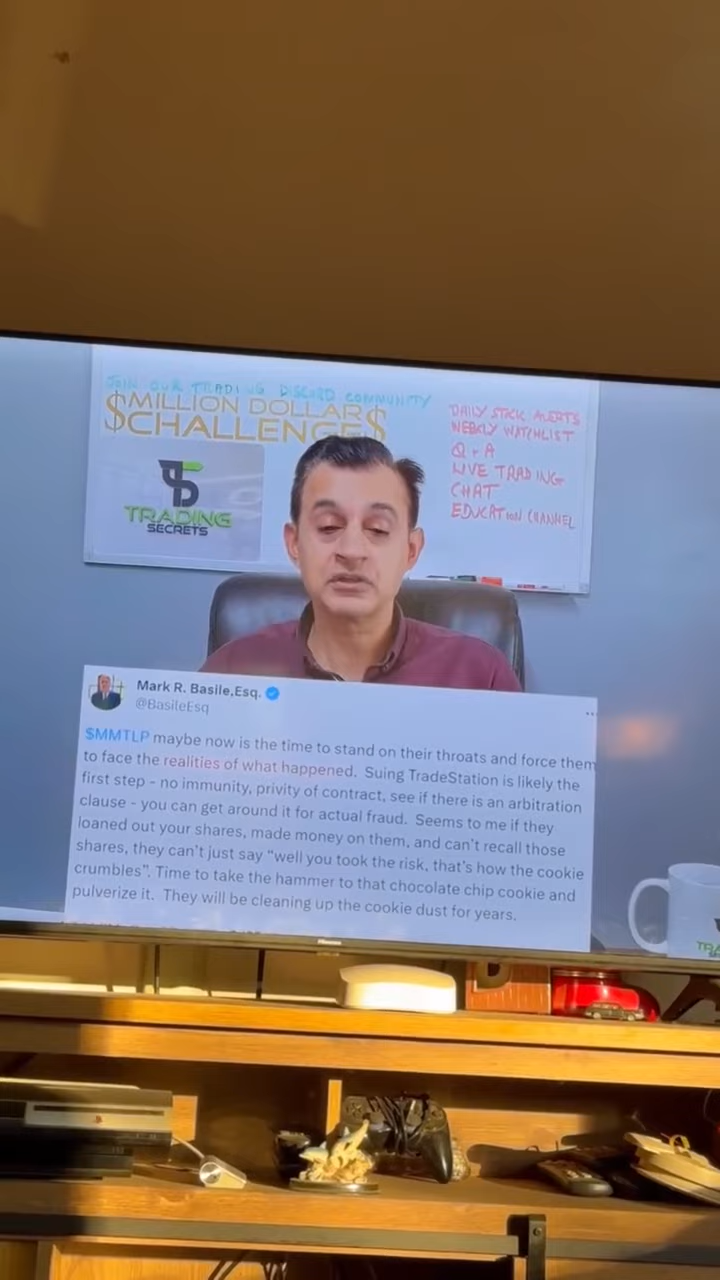 JOIN OUR TRADING DISCORD COMMUNITY
$MILLION DOLLAR$
$CHALLENGE$
TRADING
SECRETS
DAILY STOCK ALERTS
WEEKLY WATCHLIST
Q + A
LIVE TRADING
CHAT
EDUCATION CHANNEL
Mark R. Basile,Esq.
@BasileEsq
...
$MMTLP maybe now is the time to stand on their throats and force them
to face the realities of what happened. Suing TradeStation is likely the
first step - no immunity, privity of contract, see if there is an arbitration
clause - you can get around it for actual fraud. Seems to me if they
loaned out your shares, made money on them, and can't recall those
shares, they can't just say "well you took the risk, that's how the cookie
crumbles". Time to take the hammer to that chocolate chip cookie and
pulverize it. They will be cleaning up the cookie dust for years.
Hisense